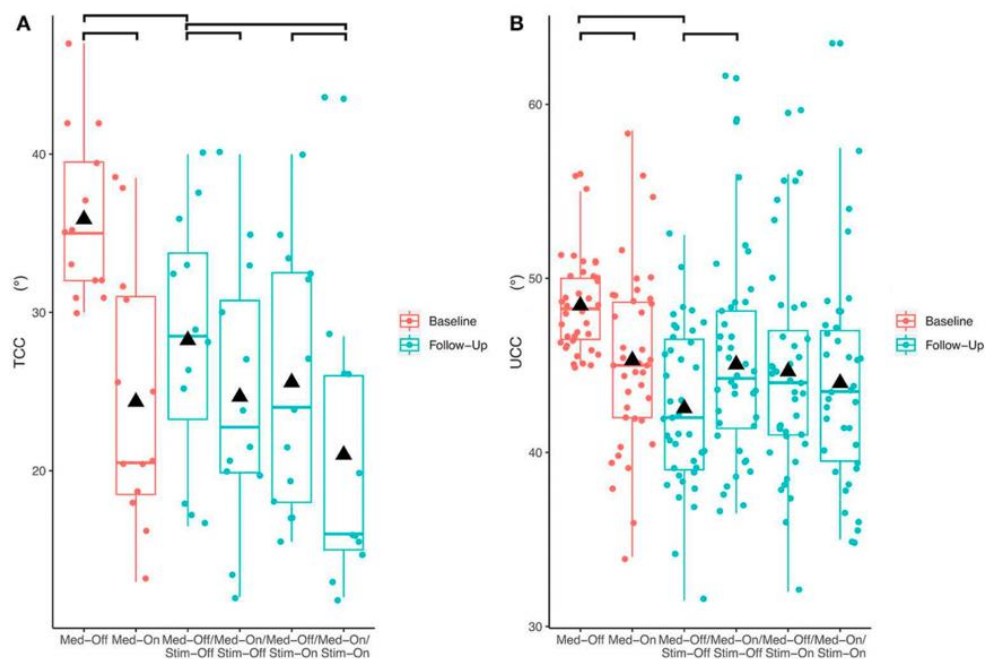 A
TCC (°)
40
30
20
Med−Off Med−On Med−Off/Med−On/Med−Off/Med−On/
Stim−Off Stim−Off Stim−On Stim−On
Baseline
Follow−Up
B
UCC (°)
60
50
40
30
Med−Off Med−On Med−Off/Med−On/Med−Off/Med−On/
Stim−Off Stim−Off Stim−On Stim−On
Baseline
Follow−Up